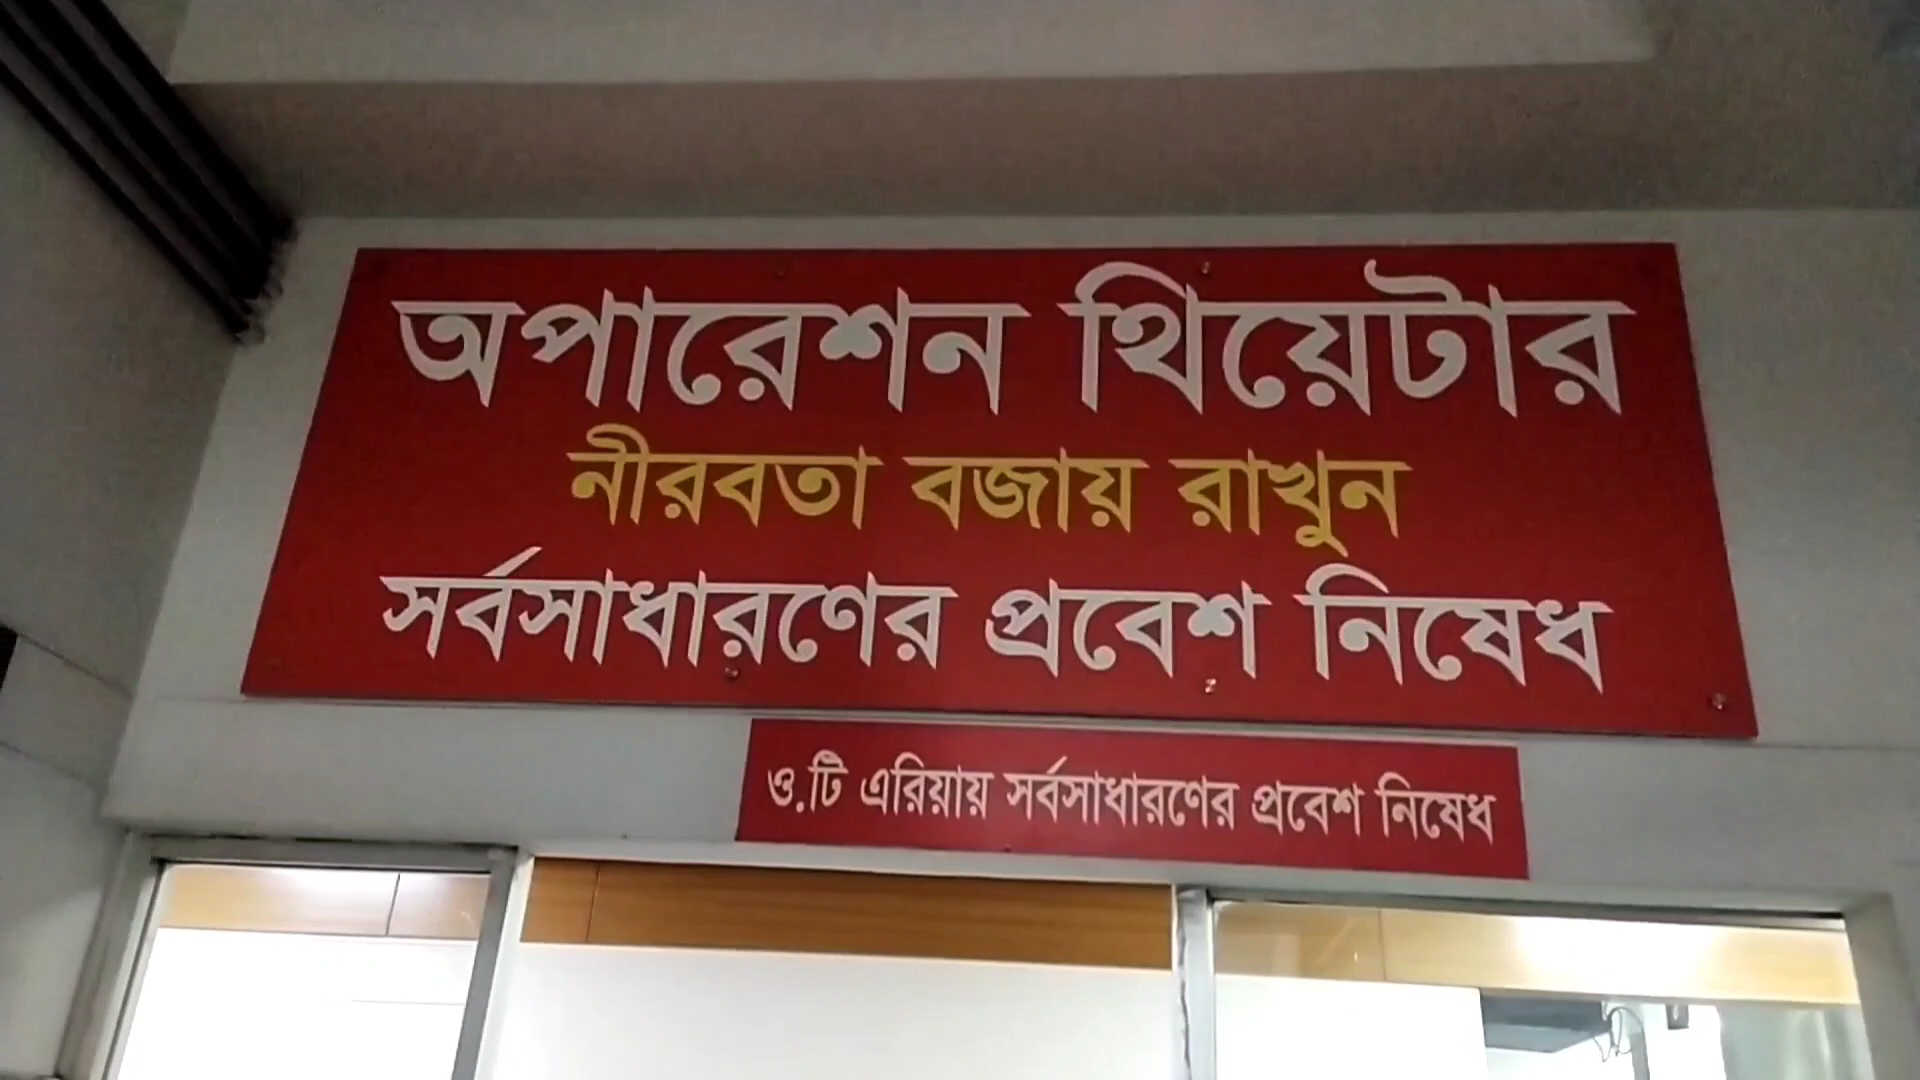 অপারেশন থিয়েটার
নীরবতা বজায় রাখুন
সর্বসাধারণের প্রবেশ নিষেধ
ও.টি এরিয়ায় সর্বসাধারণের প্রবেশ নিষেধ